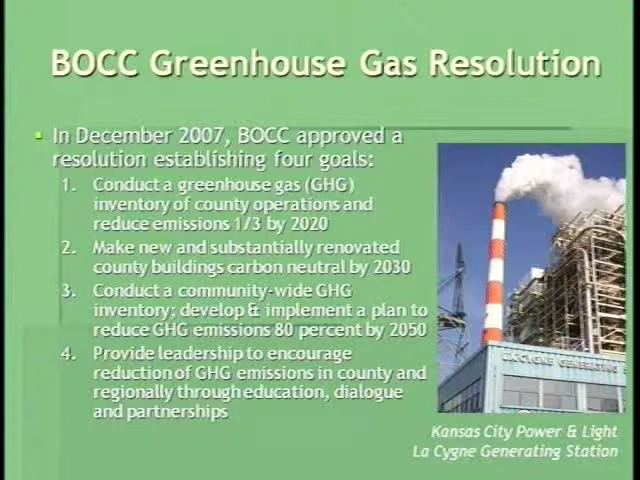 BOCC Greenhouse Gas Resolution
In December 2007, BOCC approved a
resolution establishing four goals:
1. Conduct a greenhouse gas (GHG)
inventory of county operations and
reduce emissions 1/3 by 2020
2. Make new and substantially renovated
county buildings carbon neutral by 2030
3. Conduct a community-wide GHG
inventory; develop & implement a plan to
reduce GHG emissions 80 percent by 2050
4. Provide leadership to encourage
reduction of GHG emissions in county and
regionally through education, dialogue
and partnerships
LA CYGNE GENERATING
Kansas City Power & Light
La Cygne Generating Station